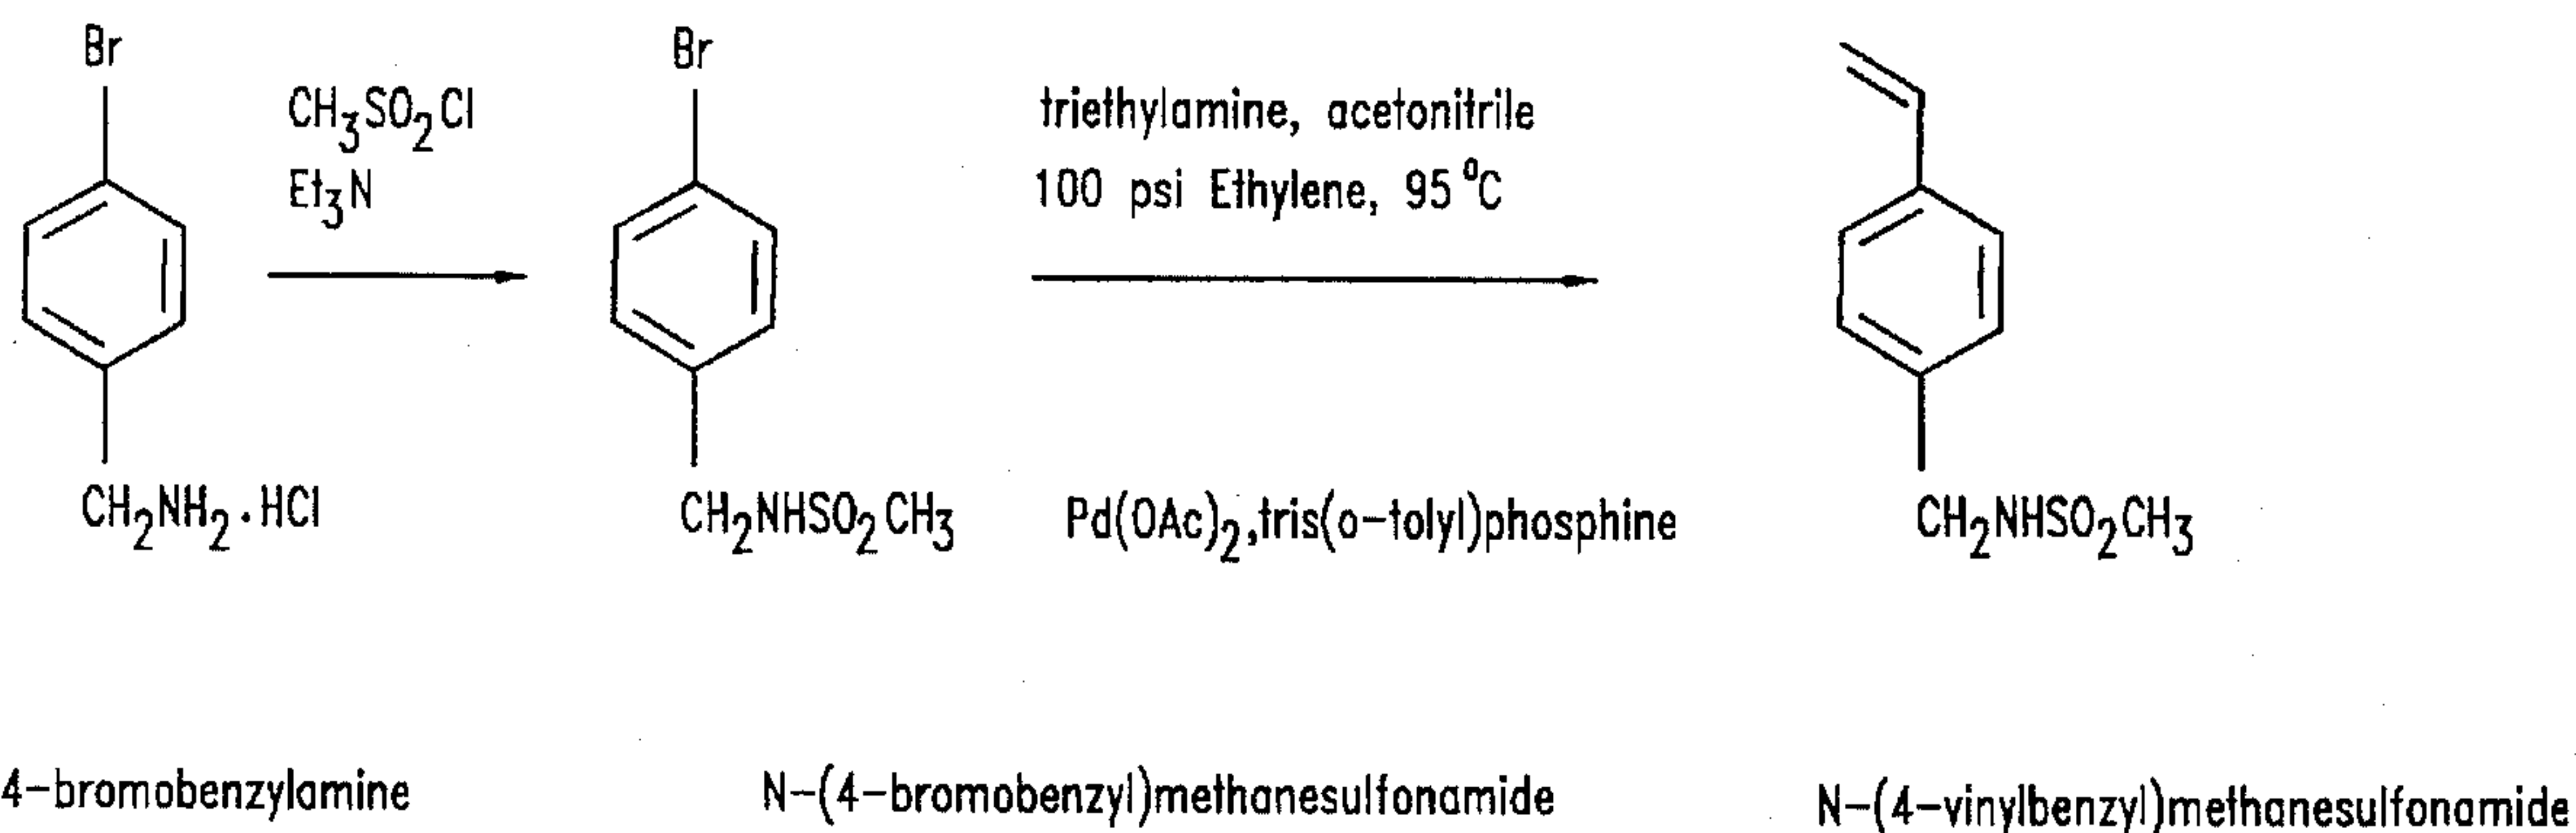 Br
CH₃SO₂Cl
Et₃N
CH₂NH₂·HCl
Br
CH₂NHSO₂CH₃
triethylamine, acetonitrile
100 psi Ethylene, 95 °C
Pd(OAc)₂,tris(o-tolyl)phosphine
CH₂NHSO₂CH₃
4-bromobenzylamine
N-(4-bromobenzyl)methanesulfonamide
N-(4-vinylbenzyl)methanesulfonamide